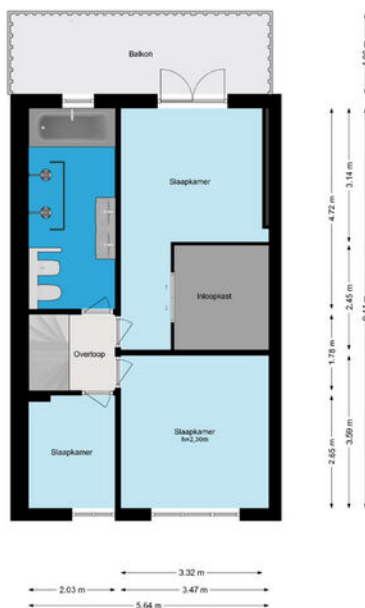 Balkon
Slaapkamer
Inloopkast
Overloop
Slaapkamer
h=2,30m
Slaapkamer
4.72 m
3.14 m
2.45 m
1.78 m
3.59 m
2.65 m
3.32 m
2.03 m
3.47 m
5.64 m